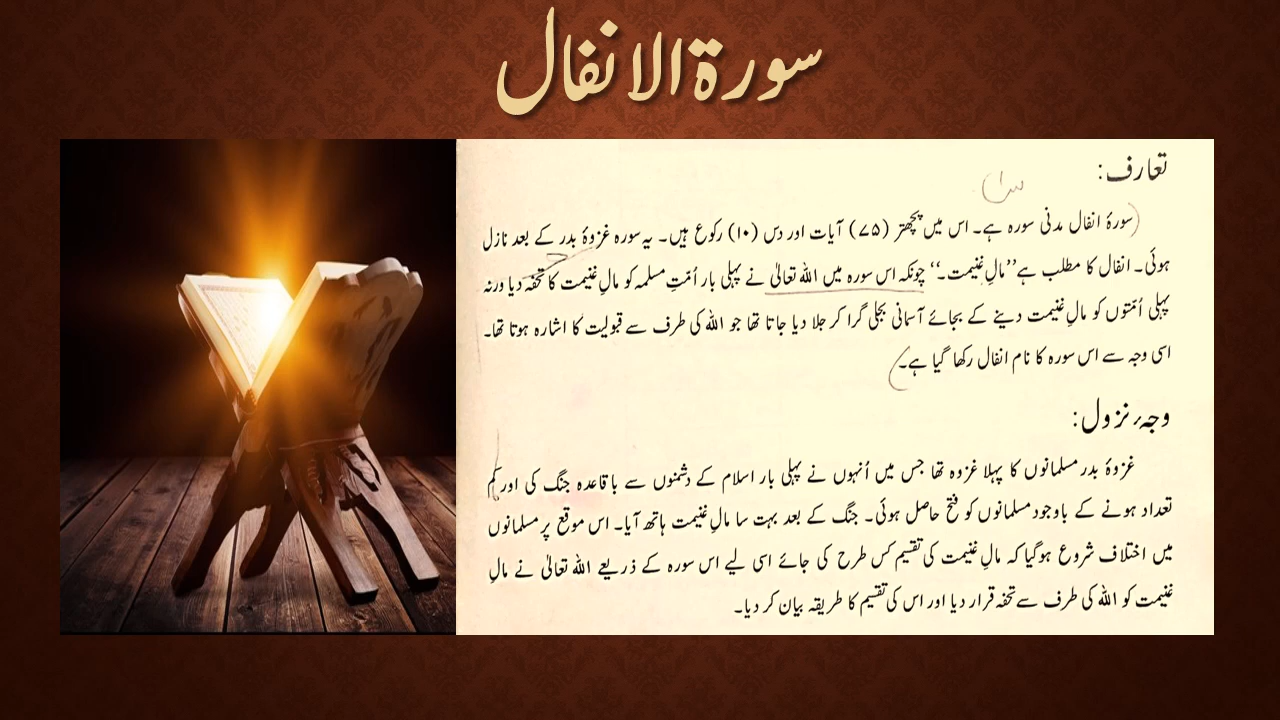 سورۃ الانفال
تعارف:
سورۂ انفال مدنی سورہ ہے۔ اس میں پچھتر (۷۵) آیات اور دس (۱۰) رکوع ہیں۔ یہ سورہ غزوۂ بدر کے بعد نازل
ہوئی۔ انفال کا مطلب ہے ’’مالِ غنیمت۔‘‘ چونکہ اس سورہ میں اللہ تعالیٰ نے پہلی بار اُمّتِ مسلمہ کو مالِ غنیمت کا تحفہ دیا ورنہ
پہلی اُمّتوں کو مالِ غنیمت دینے کے بجائے آسمانی بجلی گرا کر جلا دیا جاتا تھا جو اللہ کی طرف سے قبولیت کا اشارہ ہوتا تھا۔
اسی وجہ سے اس سورہ کا نام انفال رکھا گیا ہے۔
وجہِ نزول:
غزوۂ بدر مسلمانوں کا پہلا غزوہ تھا جس میں اُنہوں نے پہلی بار اسلام کے دشمنوں سے باقاعدہ جنگ کی اور کم
تعداد ہونے کے باوجود مسلمانوں کو فتح حاصل ہوئی۔ جنگ کے بعد بہت سا مالِ غنیمت ہاتھ آیا۔ اس موقع پر مسلمانوں
میں اختلاف شروع ہوگیا کہ مالِ غنیمت کی تقسیم کس طرح کی جائے اسی لیے اس سورہ کے ذریعے اللہ تعالیٰ نے مالِ
غنیمت کو اللہ کی طرف سے تحفہ قرار دیا اور اس کی تقسیم کا طریقہ بیان کر دیا۔